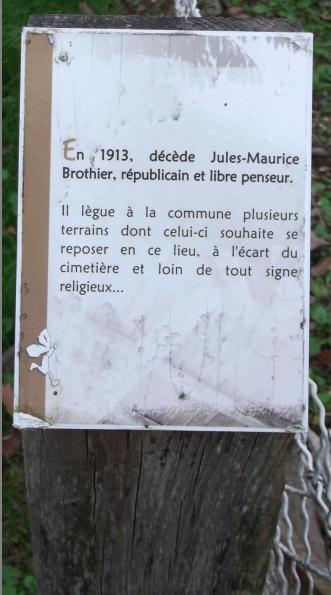 En 1913, décède Jules-Maurice
Brothier, républicain et libre penseur.
Il lègue à la commune plusieurs
terrains dont celui-ci souhaite se
reposer en ce lieu, à l'écart du
cimetière et loin de tout signe
religieux...